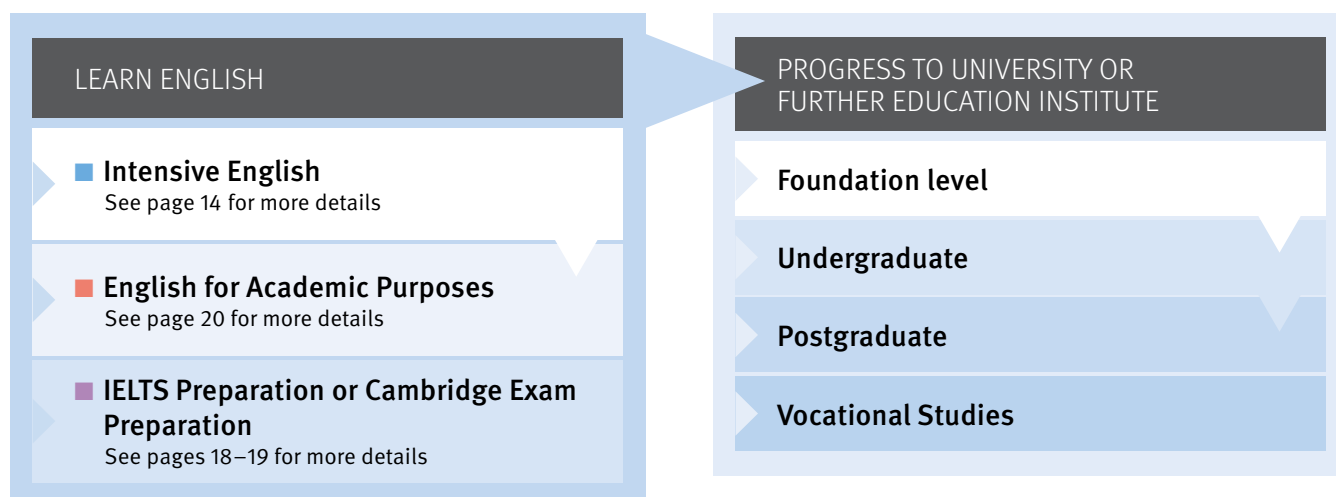 LEARN ENGLISH
Intensive English
See page 14 for more details
English for Academic Purposes
See page 20 for more details
IELTS Preparation or Cambridge Exam
Preparation
See pages 18–19 for more details
PROGRESS TO UNIVERSITY OR
FURTHER EDUCATION INSTITUTE
Foundation level
Undergraduate
Postgraduate
Vocational Studies